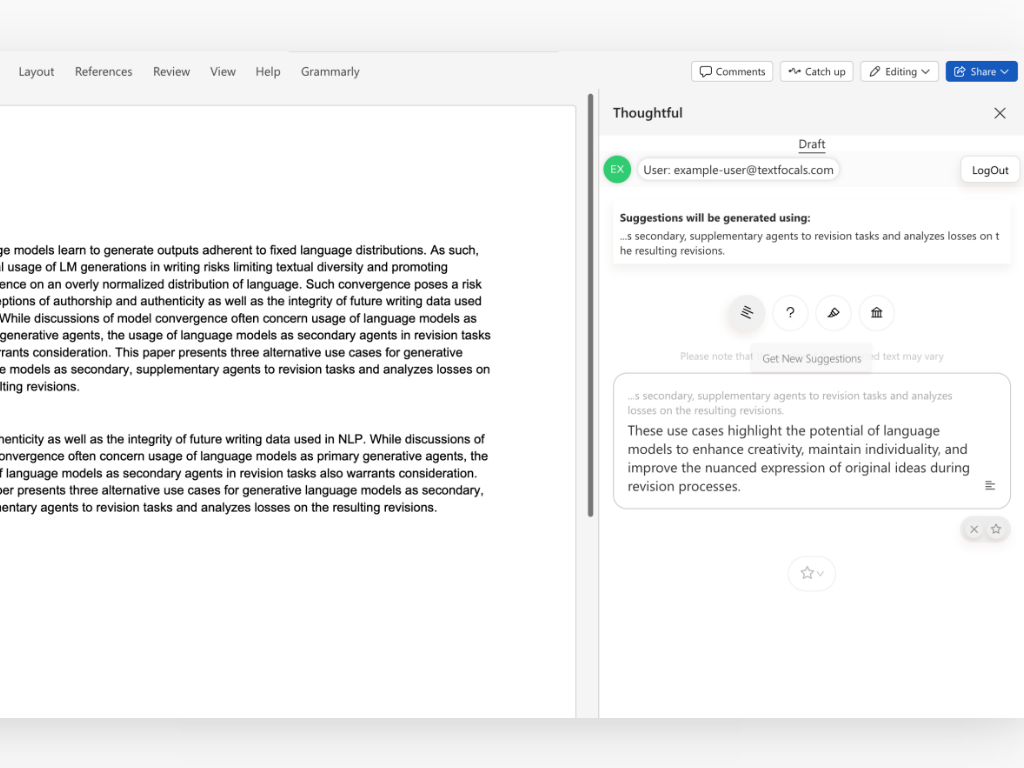 Layout References Review View Help Grammarly Comments Catch up Editing Share
Thoughtful
Draft
EX User: example-user@textfocals.com LogOut
Suggestions will be generated using:
...s secondary, supplementary agents to revision tasks and analyzes losses on t
he resulting revisions.
?
Please note that
Get New Suggestions
d text may vary
...s secondary, supplementary agents to revision tasks and analyzes
losses on the resulting revisions.
These use cases highlight the potential of language
models to enhance creativity, maintain individuality, and
improve the nuanced expression of original ideas during
revision processes.
ge models learn to generate outputs adherent to fixed language distributions. As such,
l usage of LM generations in writing risks limiting textual diversity and promoting
ence on an overly normalized distribution of language. Such convergence poses a risk
eptions of authorship and authenticity as well as the integrity of future writing data used
While discussions of model convergence often concern usage of language models as
generative agents, the usage of language models as secondary agents in revision tasks
rrants consideration. This paper presents three alternative use cases for generative
e models as secondary, supplementary agents to revision tasks and analyzes losses on
lting revisions.
henticity as well as the integrity of future writing data used in NLP. While discussions of
onvergence often concern usage of language models as primary generative agents, the
f language models as secondary agents in revision tasks also warrants consideration.
per presents three alternative use cases for generative language models as secondary,
mentary agents to revision tasks and analyzes losses on the resulting revisions.